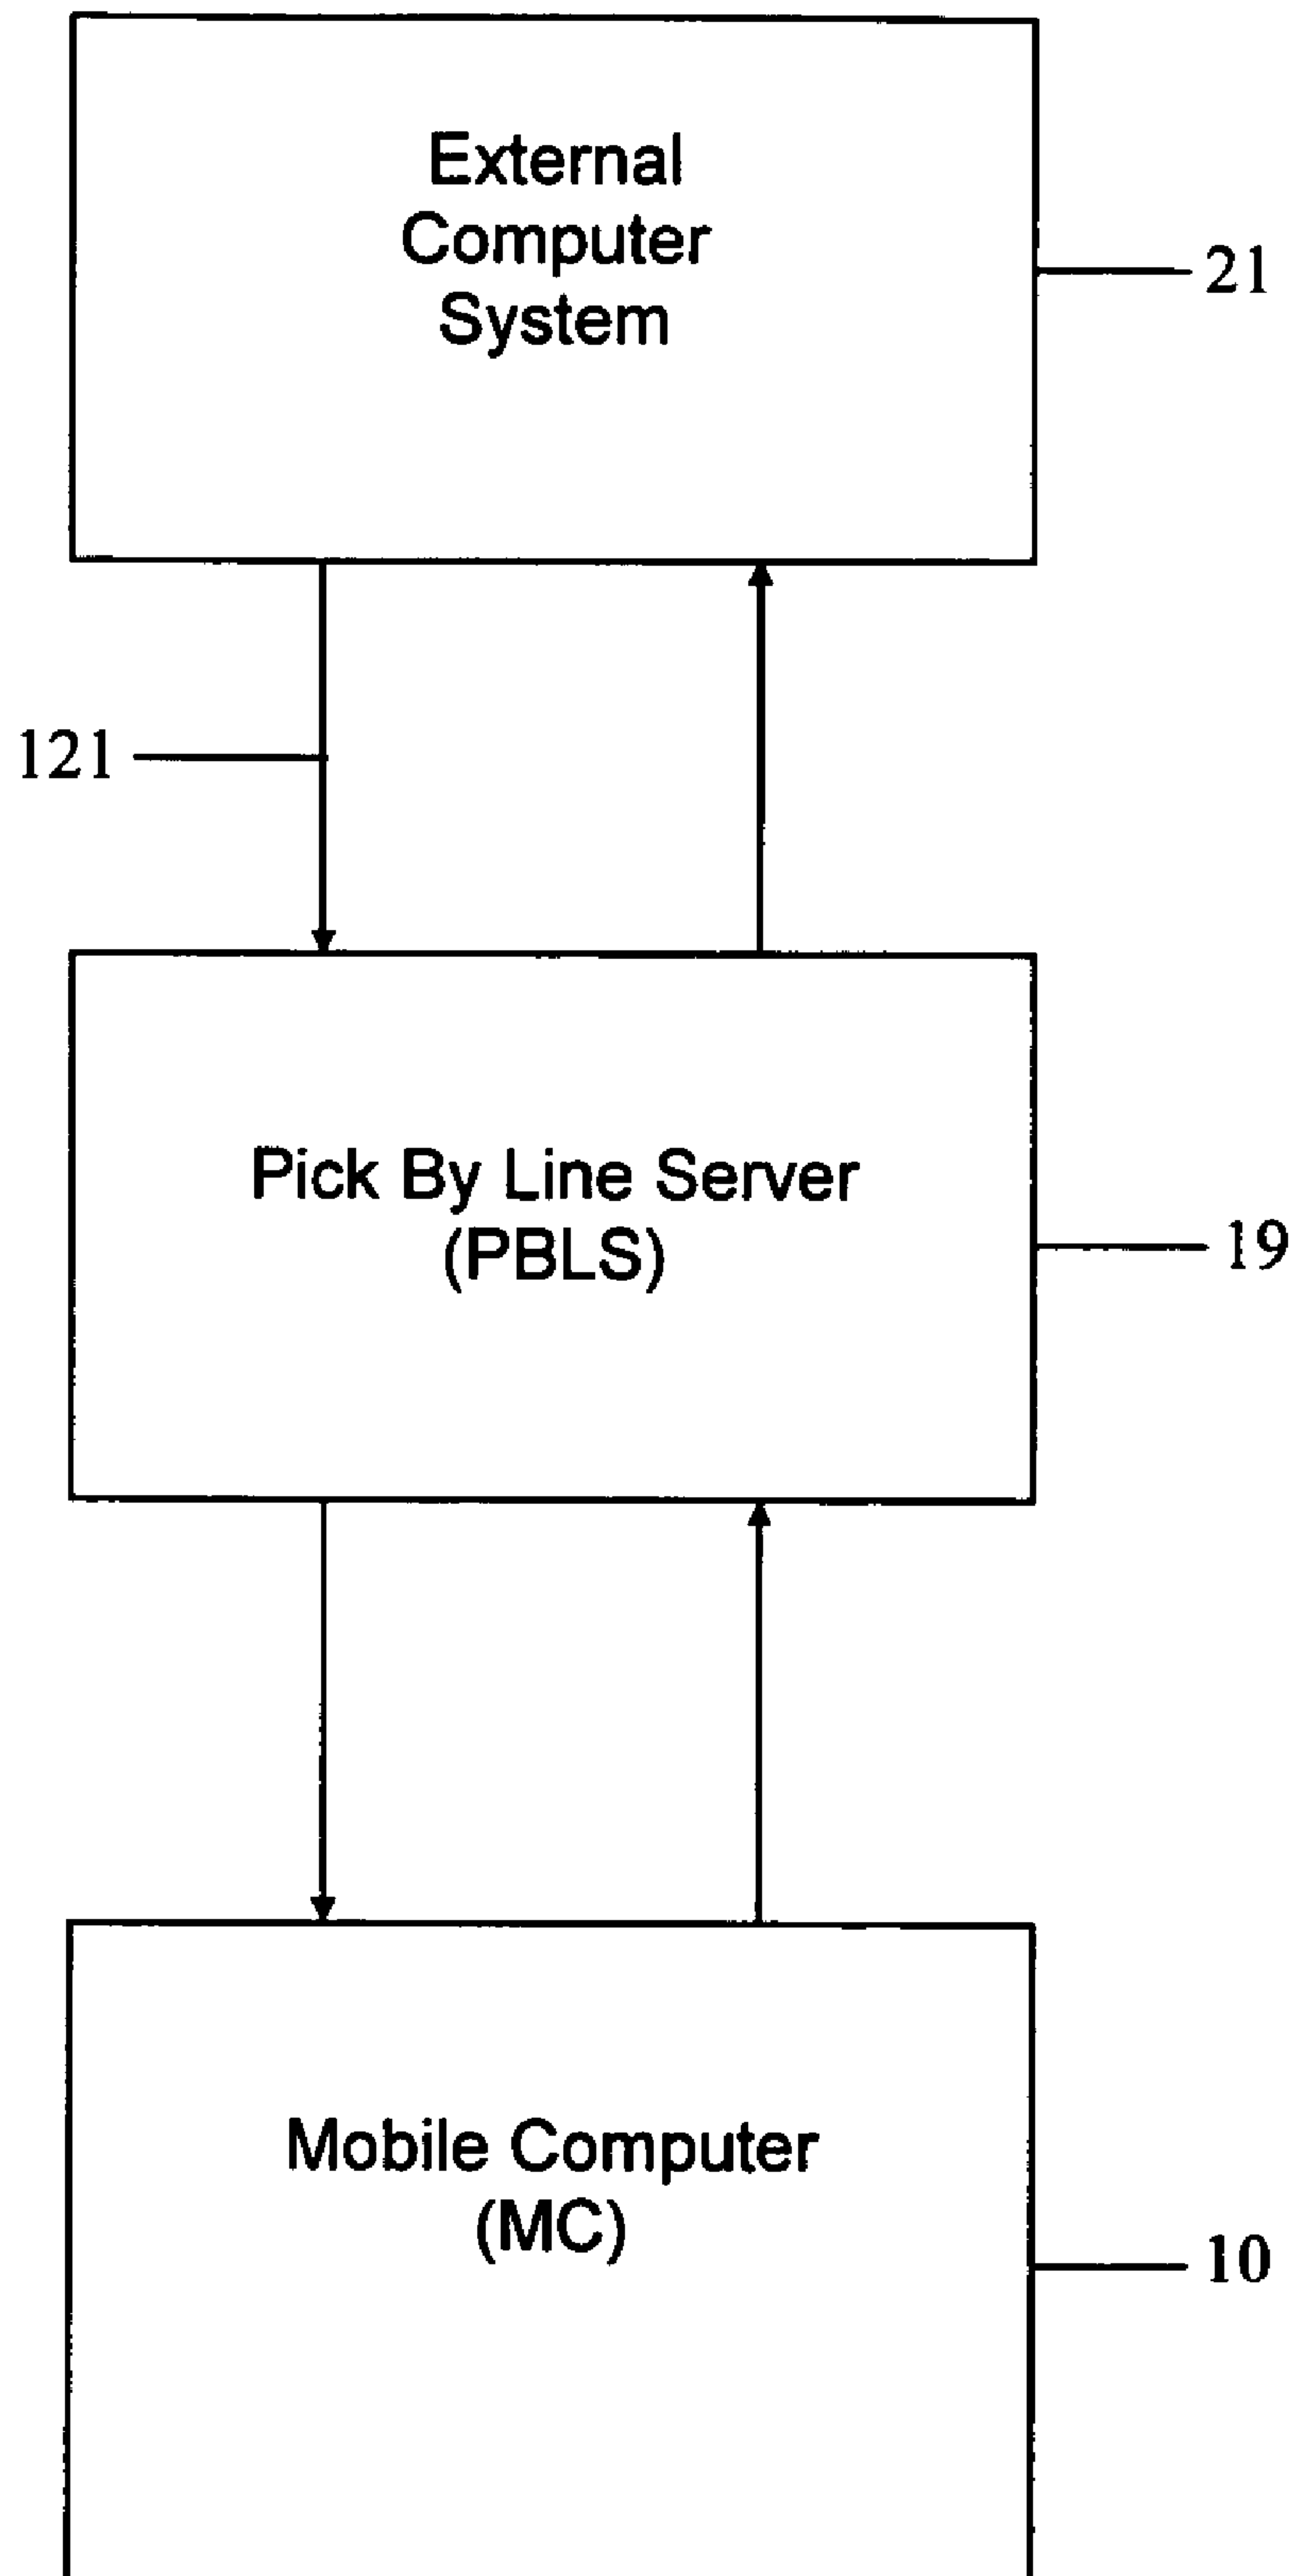 External
Computer
System
21
121
Pick By Line Server
(PBLS)
19
Mobile Computer
(MC)
10